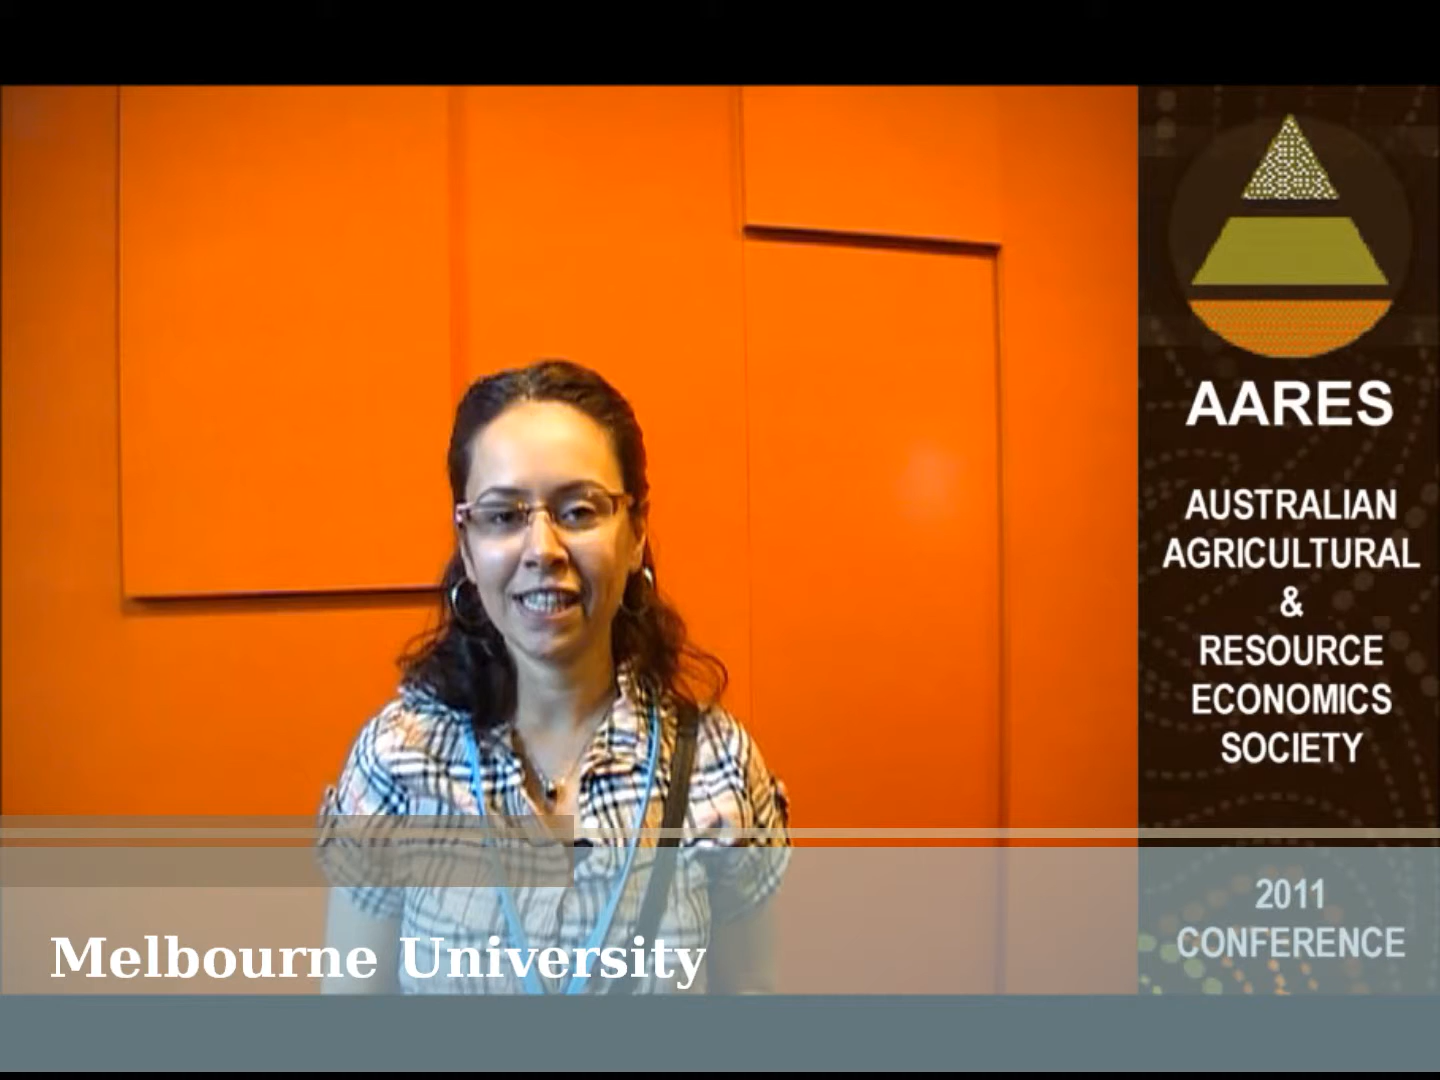 AARES
AUSTRALIAN
AGRICULTURAL
&
RESOURCE
ECONOMICS
SOCIETY
2011
CONFERENCE
Melbourne University